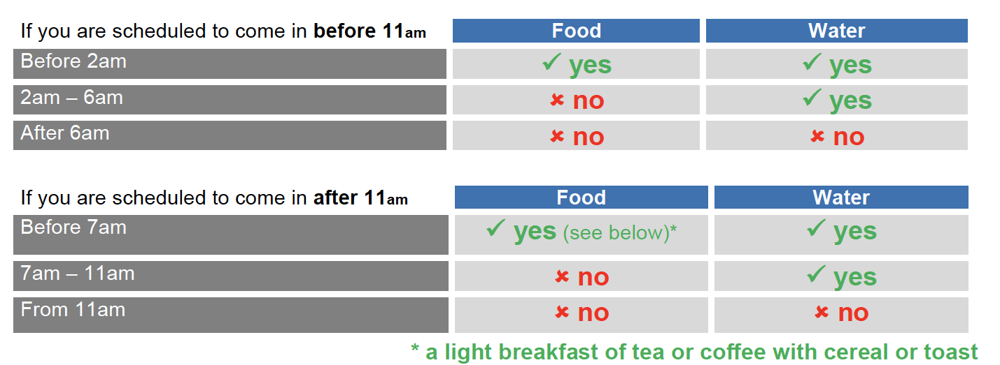 If you are scheduled to come in before 11am Food Water
Before 2am ✓ yes ✓ yes
2am – 6am ✘ no ✓ yes
After 6am ✘ no ✘ no
If you are scheduled to come in after 11am Food Water
Before 7am ✓ yes (see below)* ✓ yes
7am – 11am ✘ no ✓ yes
From 11am ✘ no ✘ no
* a light breakfast of tea or coffee with cereal or toast